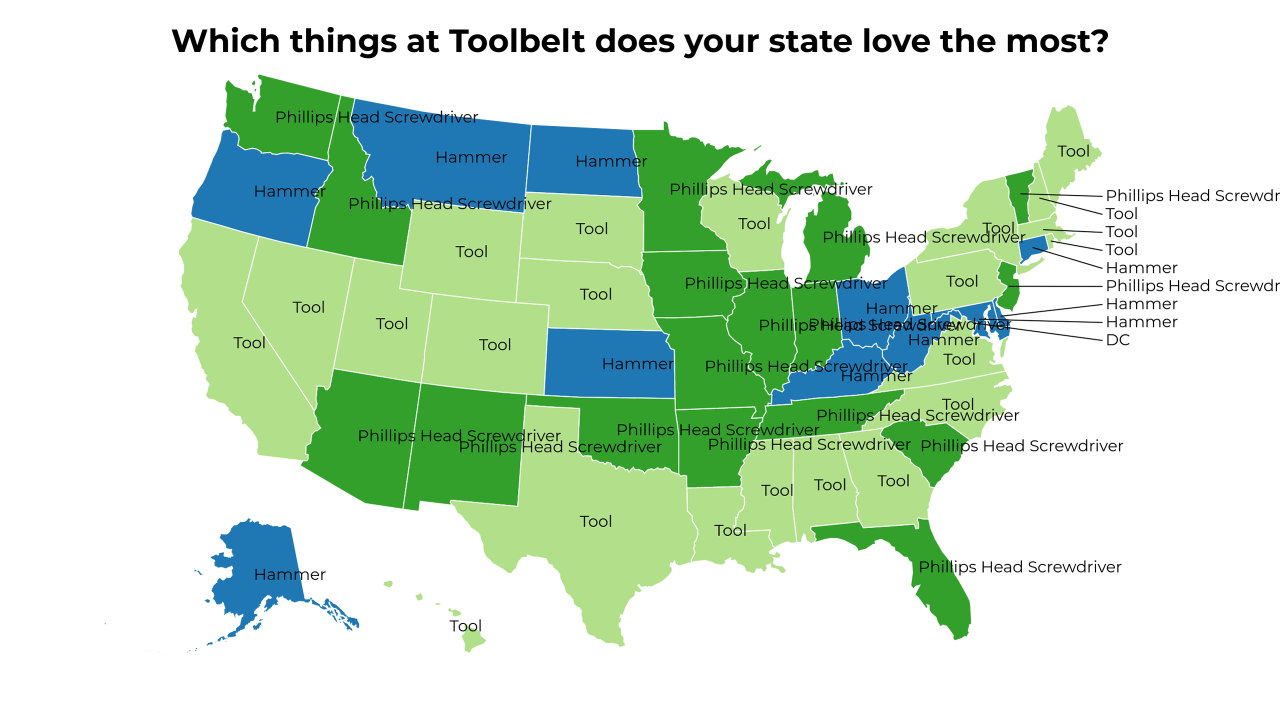 Which things at Toolbelt does your state love the most?
Phillips Head Screwdriver
Tool
Hammer
Hammer
Phillips Head Screwdriver
Hammer
Phillips Head Screwdriver
Phillips Head Screwdr
Phillips Head Screwdriver
Tool
Tool
Tool
Tool
Tool
Tool
Phillips Head Screwdriver
Tool
Tool
Hammer
Tool
Phillips Head Screwdriver
Phillips Head Screwdr
Tool
Tool
Hammer
Hammer
Tool
Phillips Head Screwdriver
Phillips Head Screwdriver
Hammer
Tool
Hammer
DC
Tool
Tool
Tool
Hammer
Phillips Head Screwdriver
Hammer
Tool
Phillips Head Screwdriver
Phillips Head Screwdriver
Phillips Head Screwdriver
Phillips Head Screwdriver
Phillips Head Screwdriver
Phillips Head Screwdriver
Tool
Tool
Tool
Tool
Tool
Phillips Head Screwdriver
Hammer
Tool